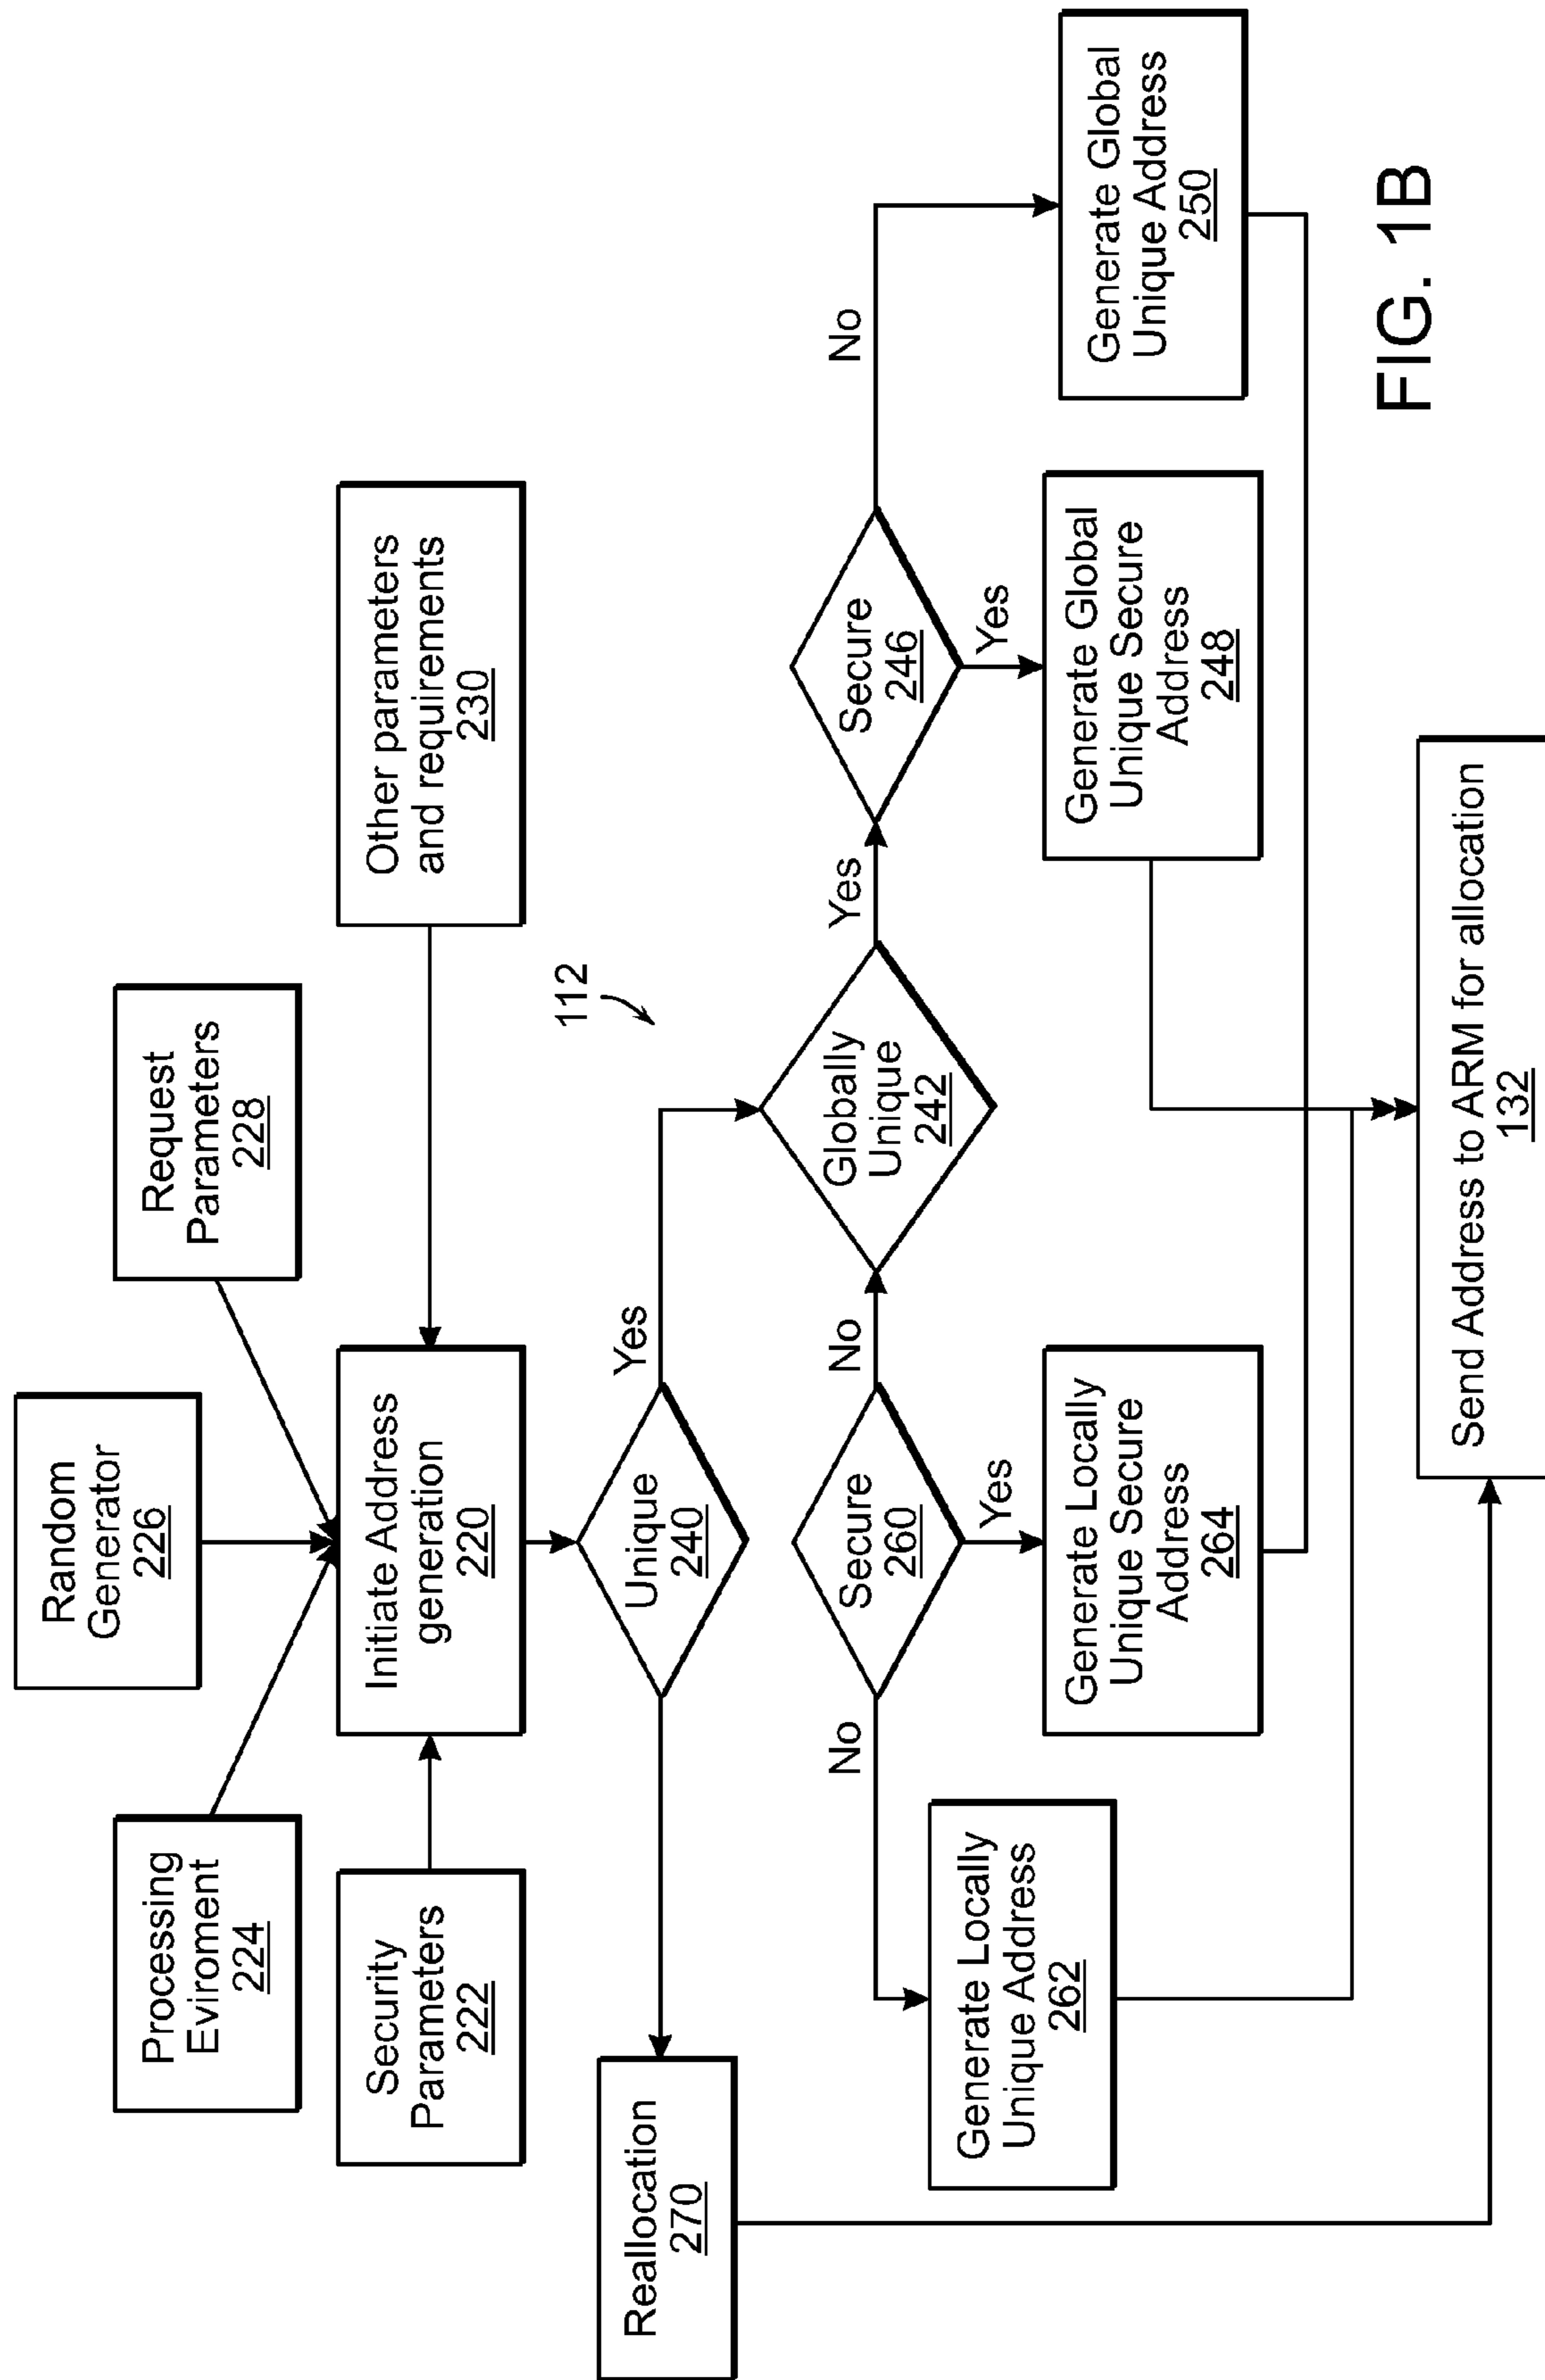 Random
Generator
226
Processing
Eviroment
224
Request
Parameters
228
Security
Parameters
222
Initiate Address
generation
220
Other parameters
and requirements
230
112
Reallocation
270
Unique
240
Yes
No
Secure
260
No
Globally
Unique
242
Yes
Secure
246
No
Yes
Yes
Generate Locally
Unique Address
262
Generate Locally
Unique Secure
Address
264
Generate Global
Unique Secure
Address
248
Generate Global
Unique Address
250
Send Address to ARM for allocation
132
FIG. 1B